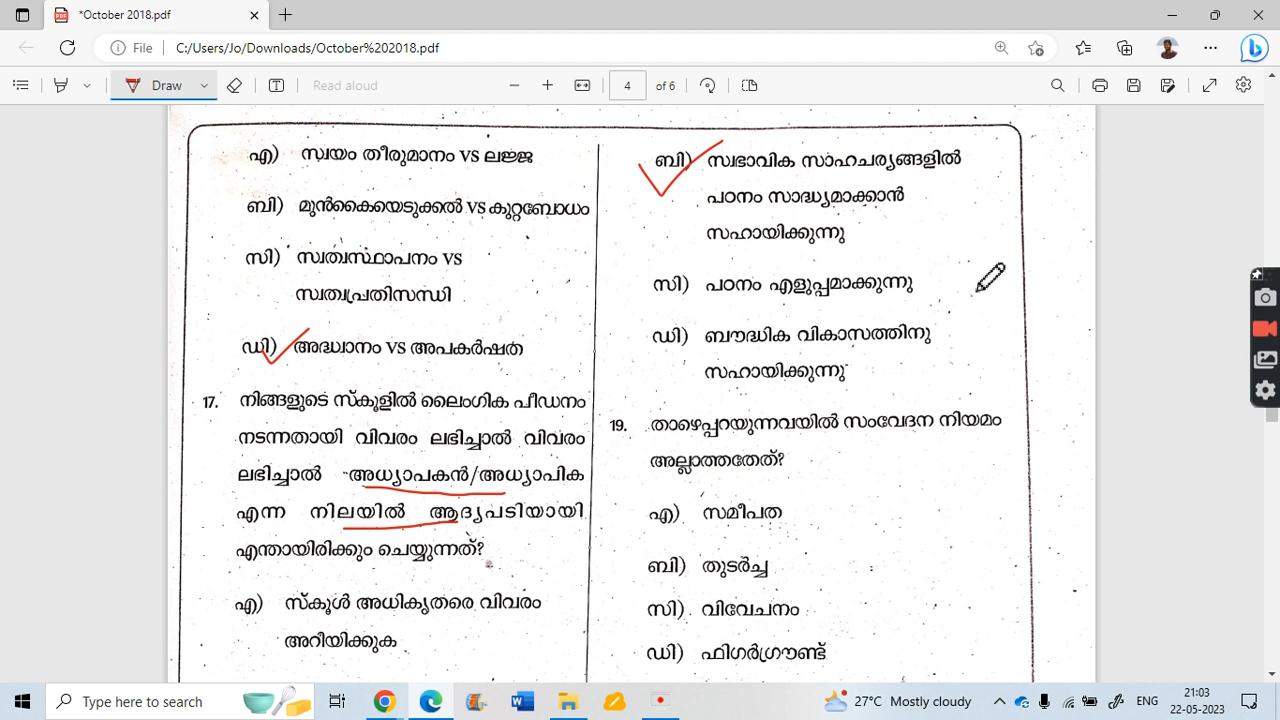 *October 2018.pdf
File
C:/Users/Jo/Downloads/October%202018.pdf
Draw
Read aloud
4
of 6
എ) സ്വയം തീരുമാനം vs ലജ്ജ
ബി) മുൻകൈയെടുക്കൽ vs കുറ്റബോധം
സി) സ്വത്വസ്ഥാപനം vs
സ്വത്വപ്രതിസന്ധി
ഡി) അദ്ധ്വാനം vs അപകർഷത
17. നിങ്ങളുടെ സ്കൂളിൽ ലൈംഗിക പീഡനം
നടന്നതായി വിവരം ലഭിച്ചാൽ വിവരം
ലഭിച്ചാൽ അധ്യാപകൻ/അധ്യാപിക
എന്ന നിലയിൽ ആദ്യപടിയായി
എന്തായിരിക്കും ചെയ്യുന്നത്?
എ) സ്കൂൾ അധികൃതരെ വിവരം
അറിയിക്കുക
ബി) സ്വഭാവിക സാഹചര്യങ്ങളിൽ
പഠനം സാദ്ധ്യമാക്കാൻ
സഹായിക്കുന്നു
സി) പഠനം എളുപ്പമാക്കുന്നു
ഡി) ബൗദ്ധിക വികാസത്തിനു
സഹായിക്കുന്നു
19. താഴെപ്പറയുന്നവയിൽ സംവേദന നിയമം
അല്ലാത്തതേത്?
എ) സമീപത
ബി) തുടർച്ച
സി) വിവേചനം
ഡി) ഫിഗർഗ്രൗണ്ട്
Type here to search
27°C Mostly cloudy
ENG
21:03
22-05-2023